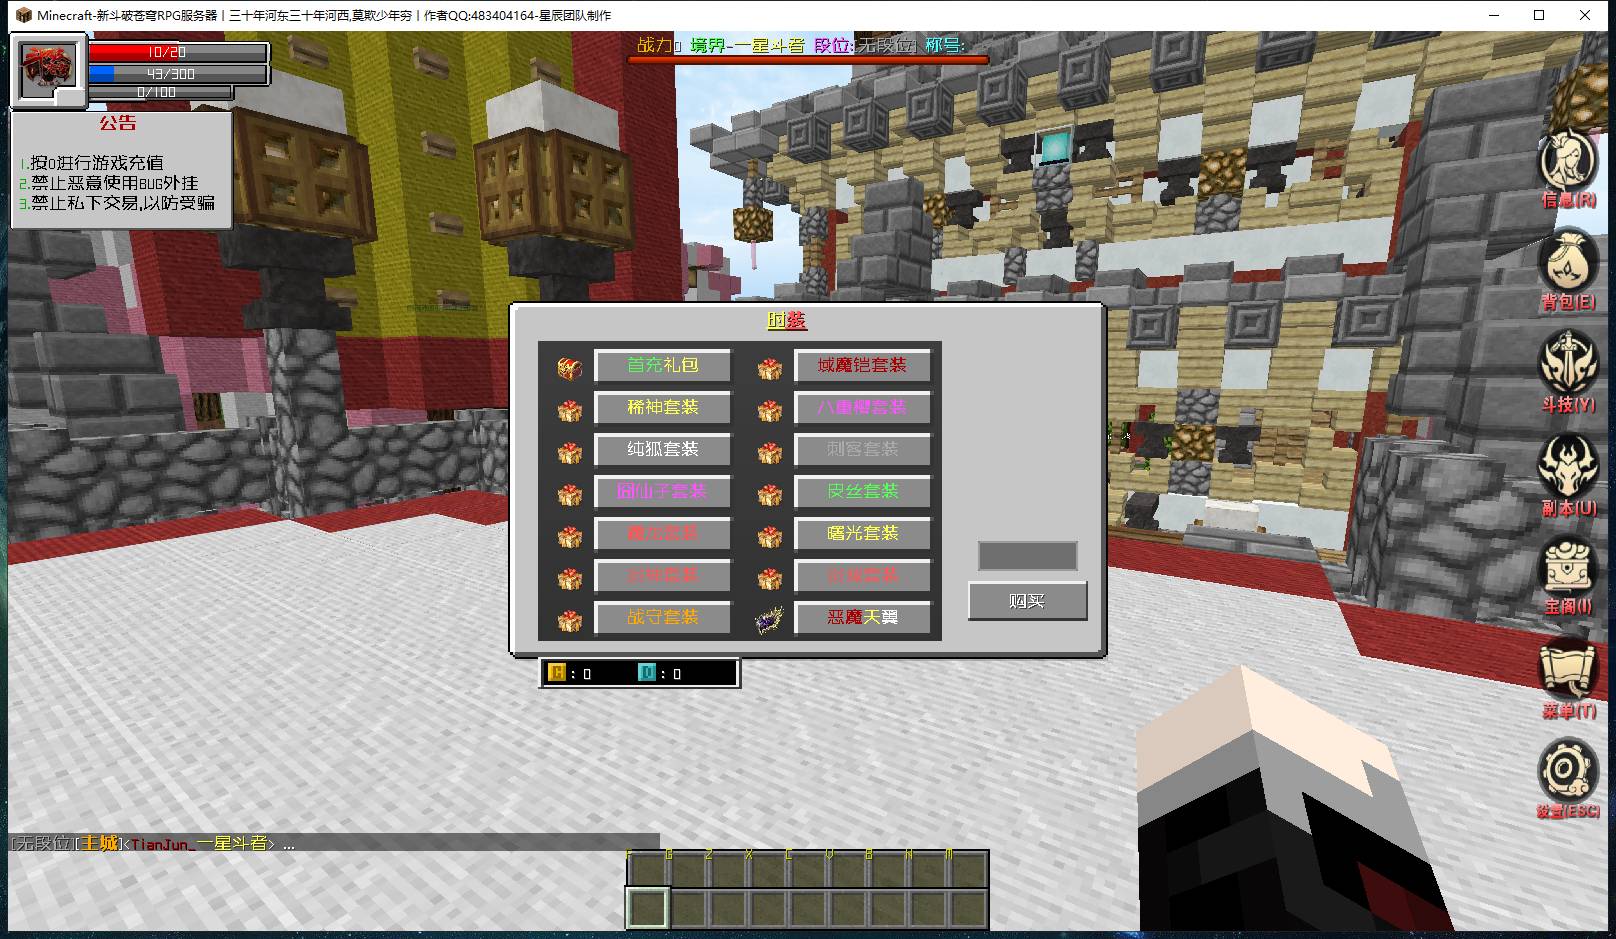 Minecraft-新斗破苍穹RPG服务器丨三十年河东三十年河西,莫欺少年穷丨作者QQ:483404164-星辰团队制作
10/20
43/300
0/100
战力0 境界-一星斗者 段位:[无段位] 称号:
公告
1.按O进行游戏充值
2.禁止恶意使用BUG外挂
3.禁止私下交易,以防受骗
信息(R)
背包(E)
斗技(Y)
副本(U)
宝阁(I)
菜单(T)
设置(ESC)
时装
首充礼包
域魔铠套装
稀神套装
八重樱套装
纯狐套装
刺客套装
囧仙子套装
皮丝套装
曙光套装
战守套装
恶魔天翼
购买
C : 0
D : 0
[无段位][主城]<TianJun_一星斗者> ...
F G Z X C V B N M